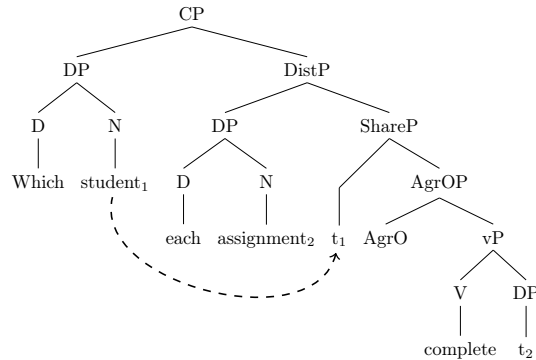 CP
DP DistP
D N DP ShareP
Which student₁ D N AgrOP
each assignment₂ t₁ AgrO vP
V DP
complete t₂